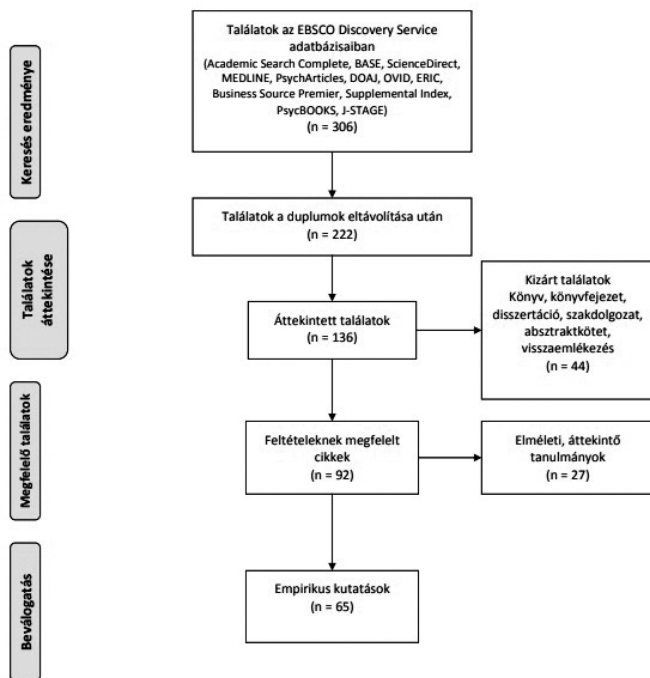 Keresés eredménye
Találatok az EBSCO Discovery Service
adatbázisaiban
(Academic Search Complete, BASE, ScienceDirect,
MEDLINE, PsychArticles, DOAJ, OVID, ERIC,
Business Source Premier, Supplemental Index,
PsycBOOKS, J-STAGE)
(n = 306)
Találatok
áttekintése
Találatok a duplumok eltávolítása után
(n = 222)
Áttekintett találatok
(n = 136)
Kizárt találatok
Könyv, könyvfejezet,
disszertáció, szakdolgozat,
absztraktkötet,
visszaemlékezés
(n = 44)
Megfelelő találatok
Feltételeknek megfelelt
cikkek
(n = 92)
Elméleti, áttekintő
tanulmányok
(n = 27)
Beválogatás
Empirikus kutatások
(n = 65)